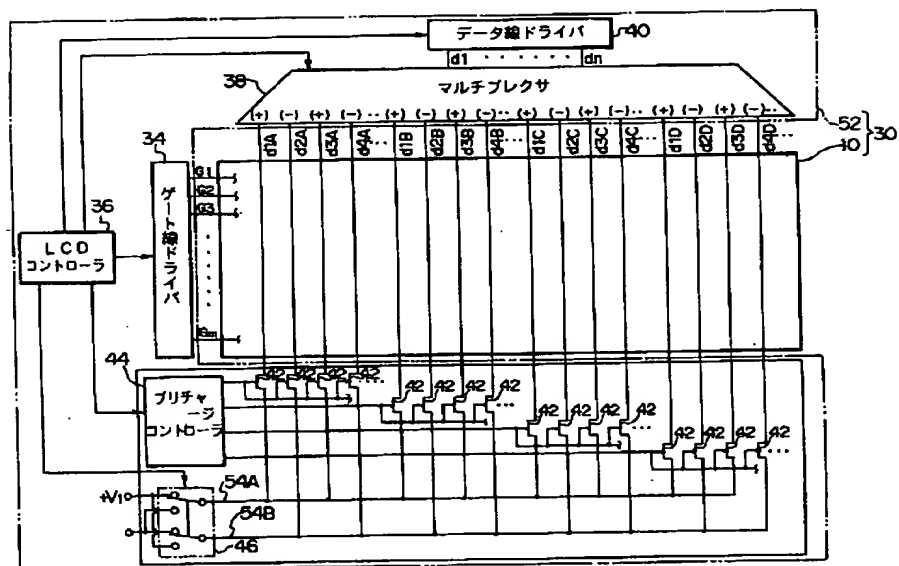 データ線ドライバ
40
d1 · · · · · · dn
38
マルチプレクサ
(+) (-) (+) (-) ·· (+) (-) (+) (-) ·· (+) (-) (+) (-) ·· (+) (-) (+) (-) ··
52
30
10
d1A d2A d3A d4A d1B d2B d3B d4B d1C d2C d3C d4C d1D d2D d3D d4D
34
G1
G2
G3
Gm
ゲート線ドライバ
36
LCD
コントローラ
44
プリチャ
ージ
コントローラ
42 42 42 42 ···
42 42 42 42 ···
42 42 42 42 ···
42 42 42 42 ···
+V1
54A
54B
46